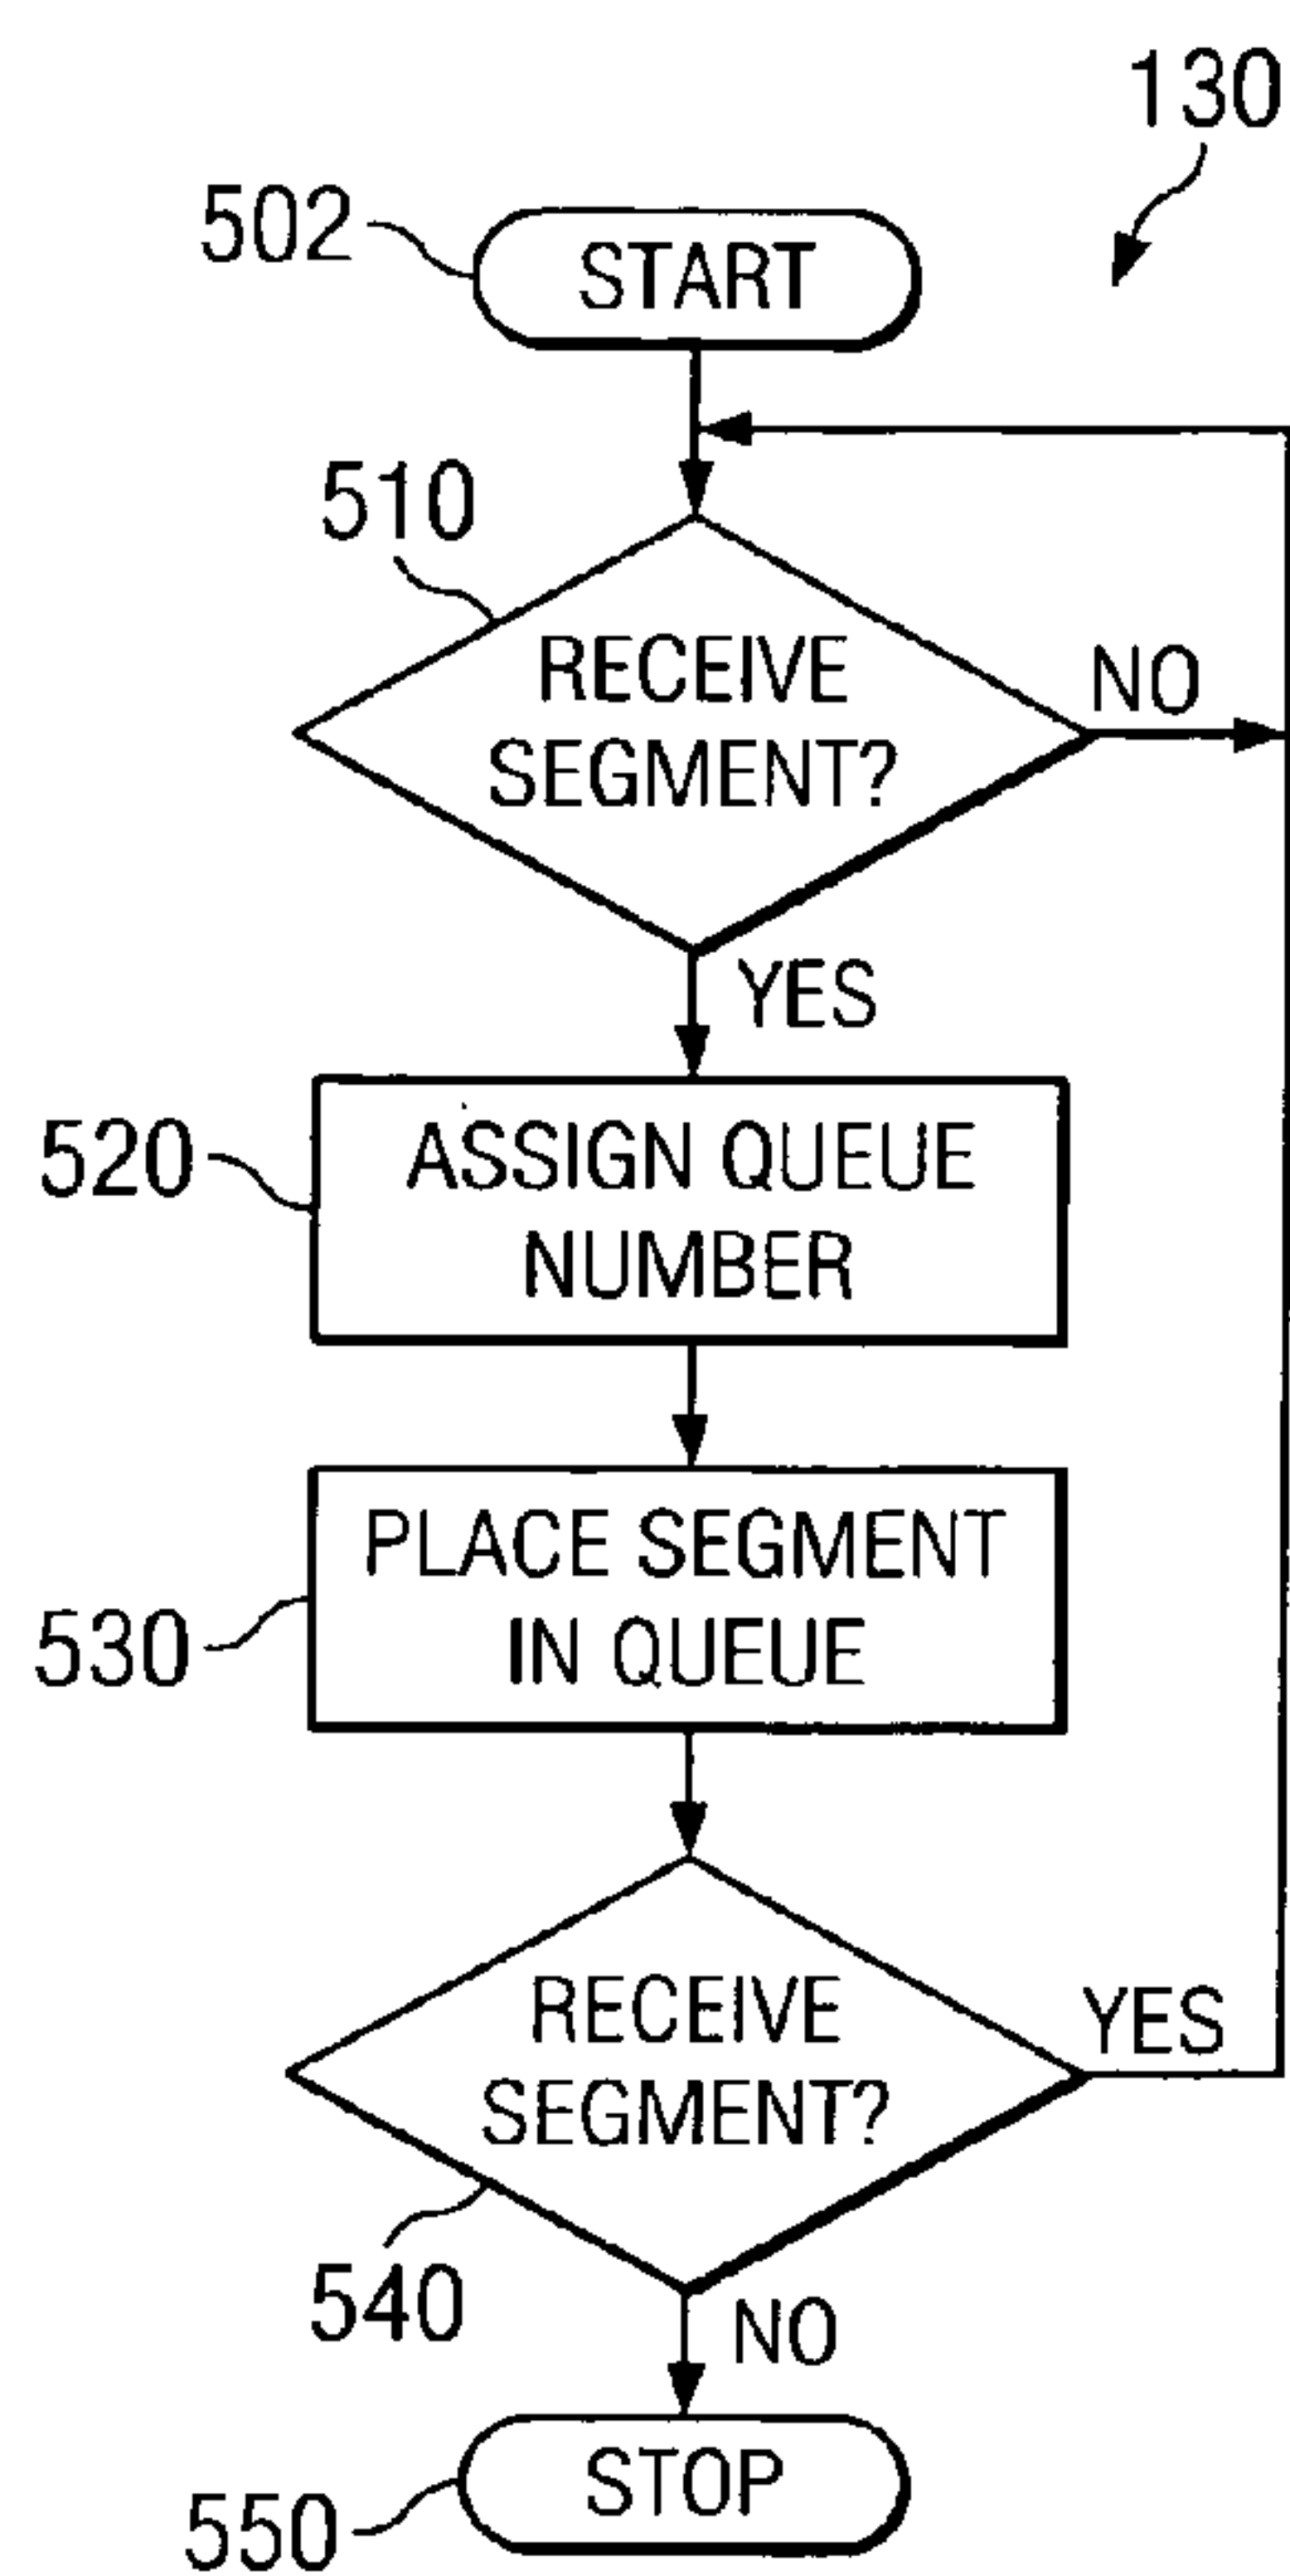 130
502
START
510
RECEIVE
SEGMENT?
NO
YES
520
ASSIGN QUEUE
NUMBER
530
PLACE SEGMENT
IN QUEUE
RECEIVE
SEGMENT?
YES
540
NO
550
STOP